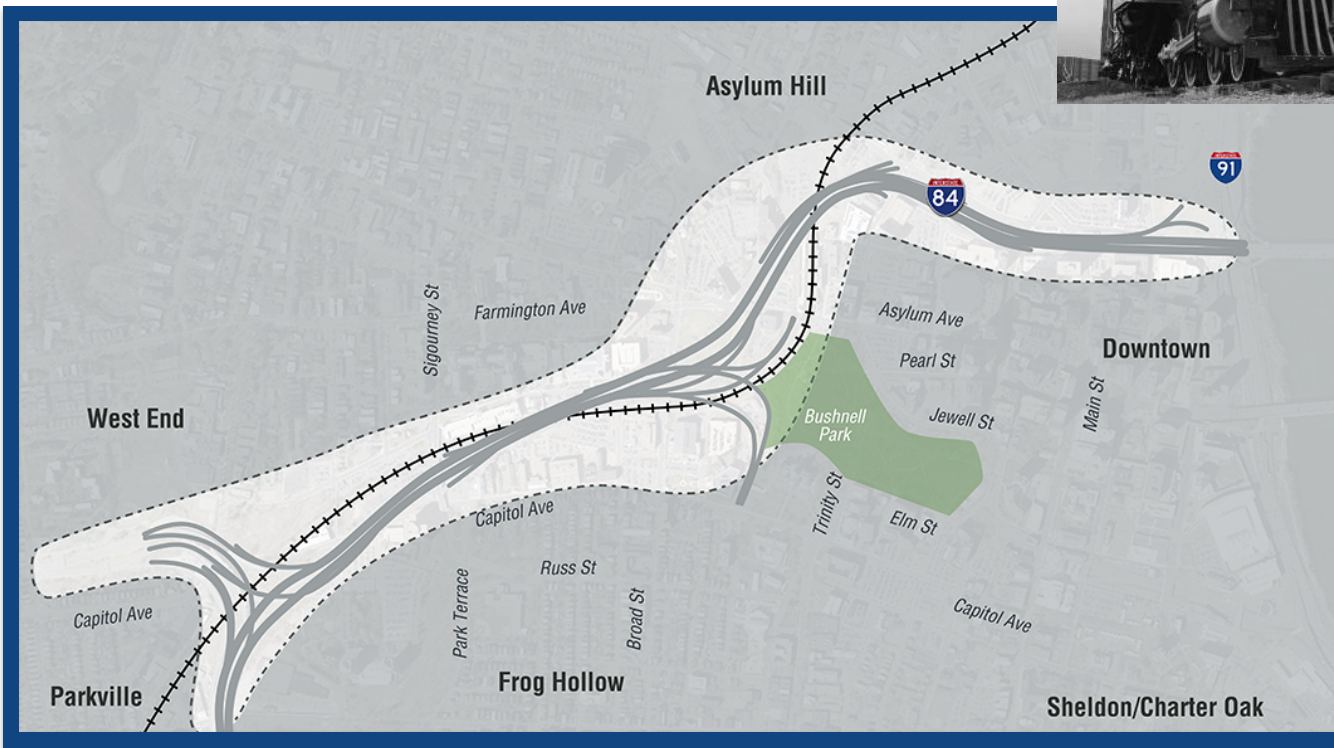 Asylum Hill
INTERSTATE
91
INTERSTATE
84
Sigourney St
Farmington Ave
Asylum Ave
Downtown
Pearl St
Main St
West End
Bushnell
Park
Jewell St
Trinity St
Elm St
Capitol Ave
Russ St
Park Terrace
Broad St
Capitol Ave
Capitol Ave
Frog Hollow
Parkville
Sheldon/Charter Oak